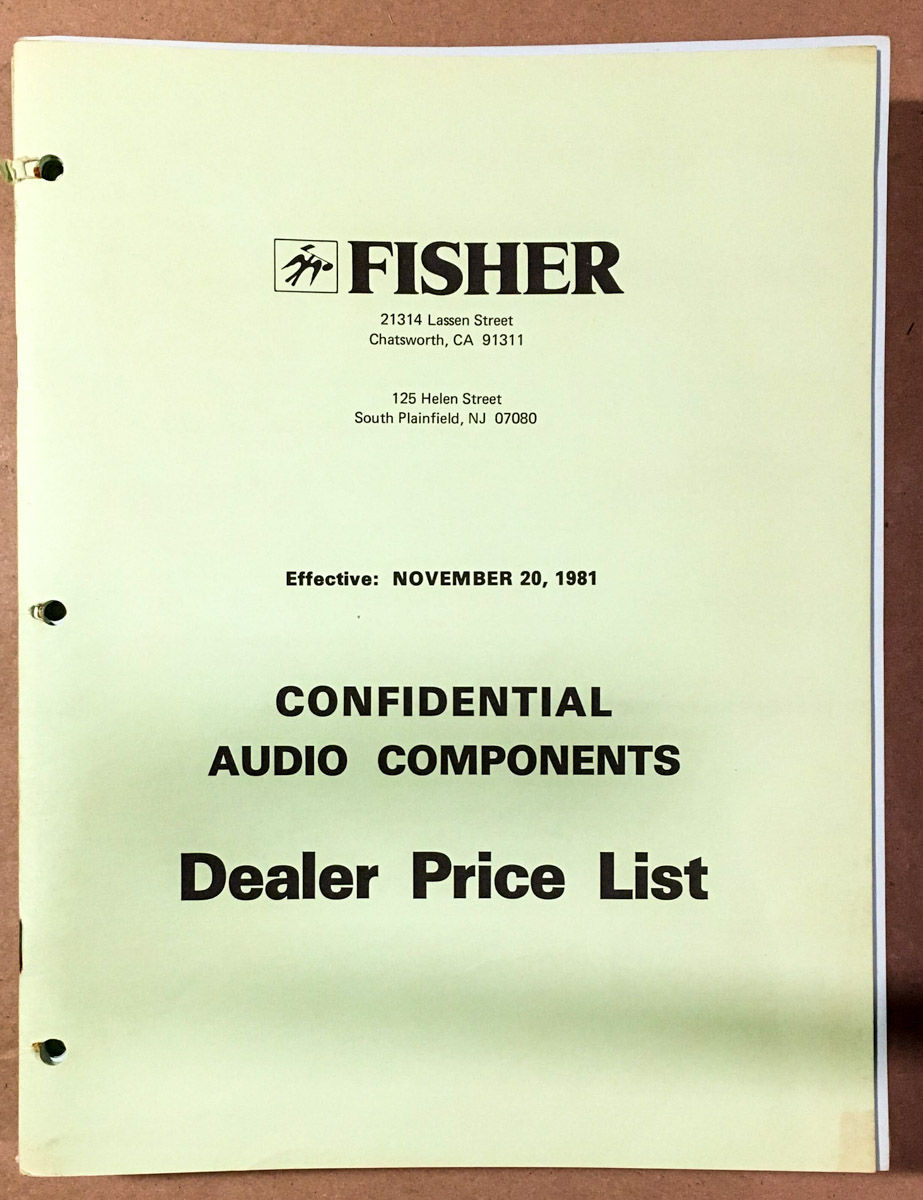 FISHER
21314 Lassen Street
Chatsworth, CA 91311
125 Helen Street
South Plainfield, NJ 07080
Effective: NOVEMBER 20, 1981
CONFIDENTIAL
AUDIO COMPONENTS
Dealer Price List